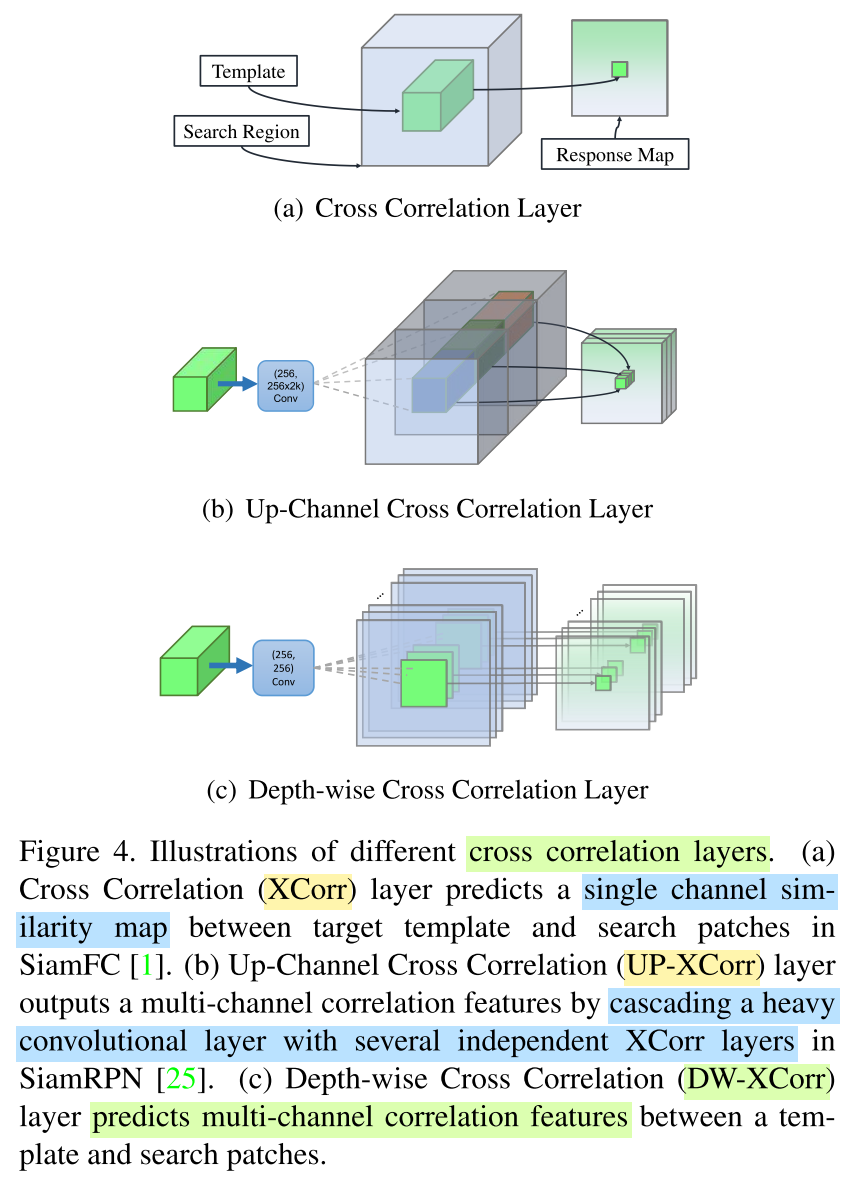 Template
Search Region
Response Map
(a) Cross Correlation Layer
(256,
256x2k)
Conv
(b) Up-Channel Cross Correlation Layer
(256,
256)
Conv
(c) Depth-wise Cross Correlation Layer
Figure 4. Illustrations of different cross correlation layers. (a)
Cross Correlation (XCorr) layer predicts a single channel sim-
ilarity map between target template and search patches in
SiamFC [1]. (b) Up-Channel Cross Correlation (UP-XCorr) layer
outputs a multi-channel correlation features by cascading a heavy
convolutional layer with several independent XCorr layers in
SiamRPN [25]. (c) Depth-wise Cross Correlation (DW-XCorr)
layer predicts multi-channel correlation features between a tem-
plate and search patches.